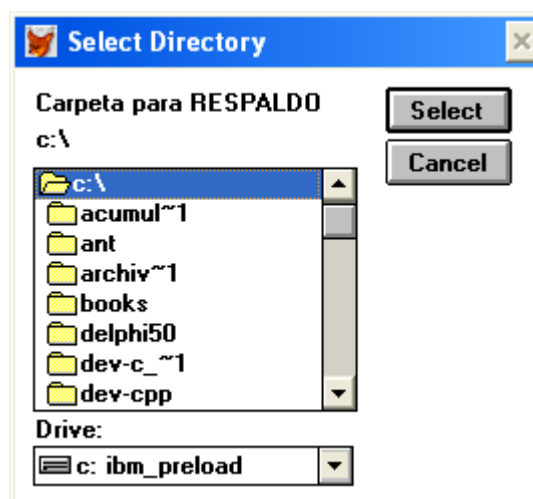 Select Directory
Carpeta para RESPALDO
c:\
Select
Cancel
c:\
acumul~1
ant
archiv~1
books
delphi50
dev-c_~1
dev-cpp
Drive:
c: ibm_preload